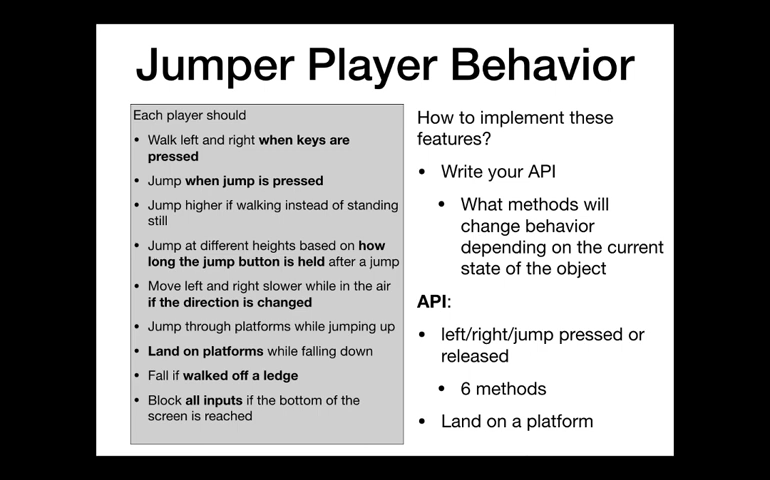 Jumper Player Behavior
Each player should
• Walk left and right when keys are
pressed
• Jump when jump is pressed
• Jump higher if walking instead of standing
still
• Jump at different heights based on how
long the jump button is held after a jump
• Move left and right slower while in the air
if the direction is changed
• Jump through platforms while jumping up
• Land on platforms while falling down
• Fall if walked off a ledge
• Block all inputs if the bottom of the
screen is reached
How to implement these
features?
• Write your API
• What methods will
change behavior
depending on the current
state of the object
API:
• left/right/jump pressed or
released
• 6 methods
• Land on a platform